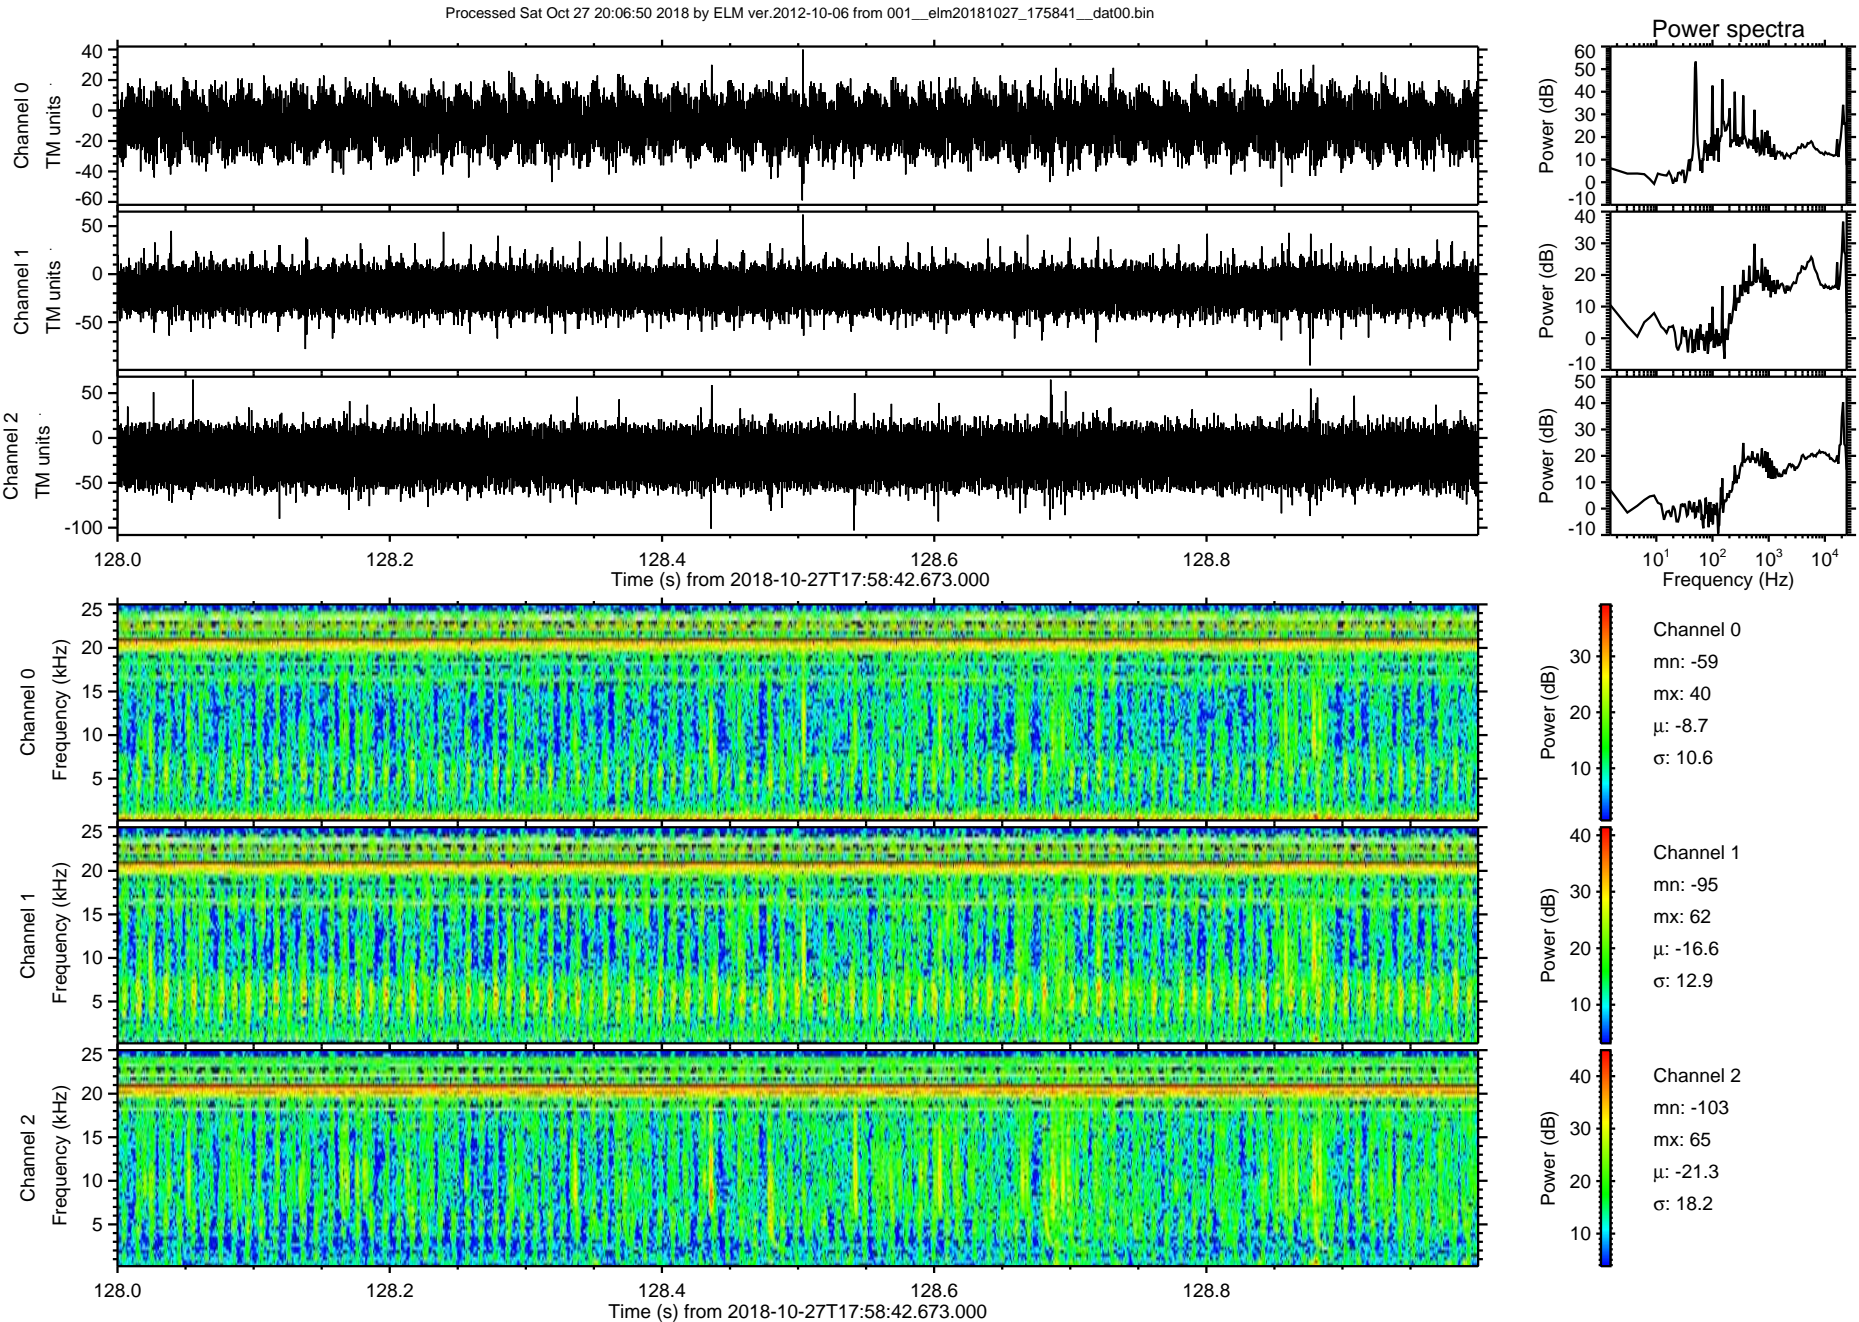 Processed Sat Oct 27 20:06:50 2018 by ELM ver.2012-10-06 from 001__elm20181027_175841__dat00.bin
Power spectra
Channel 0
TM units
40
20
0
-20
-40
-60
Power (dB)
60
50
40
30
20
10
0
-10
Channel 1
TM units
50
0
-50
Power (dB)
40
30
20
10
0
-10
Channel 2
TM units
50
0
-50
-100
Power (dB)
50
40
30
20
10
0
-10
128.0 128.2 128.4 128.6 128.8
Time (s) from 2018-10-27T17:58:42.673.000
10¹ 10² 10³ 10⁴
Frequency (Hz)
Channel 0
Frequency (kHz)
25
20
15
10
5
Power (dB)
30
20
10
Channel 0
mn: -59
mx: 40
μ: -8.7
σ: 10.6
Channel 1
Frequency (kHz)
25
20
15
10
5
Power (dB)
40
30
20
10
Channel 1
mn: -95
mx: 62
μ: -16.6
σ: 12.9
Channel 2
Frequency (kHz)
25
20
15
10
5
Power (dB)
40
30
20
10
Channel 2
mn: -103
mx: 65
μ: -21.3
σ: 18.2
128.0 128.2 128.4 128.6 128.8
Time (s) from 2018-10-27T17:58:42.673.000